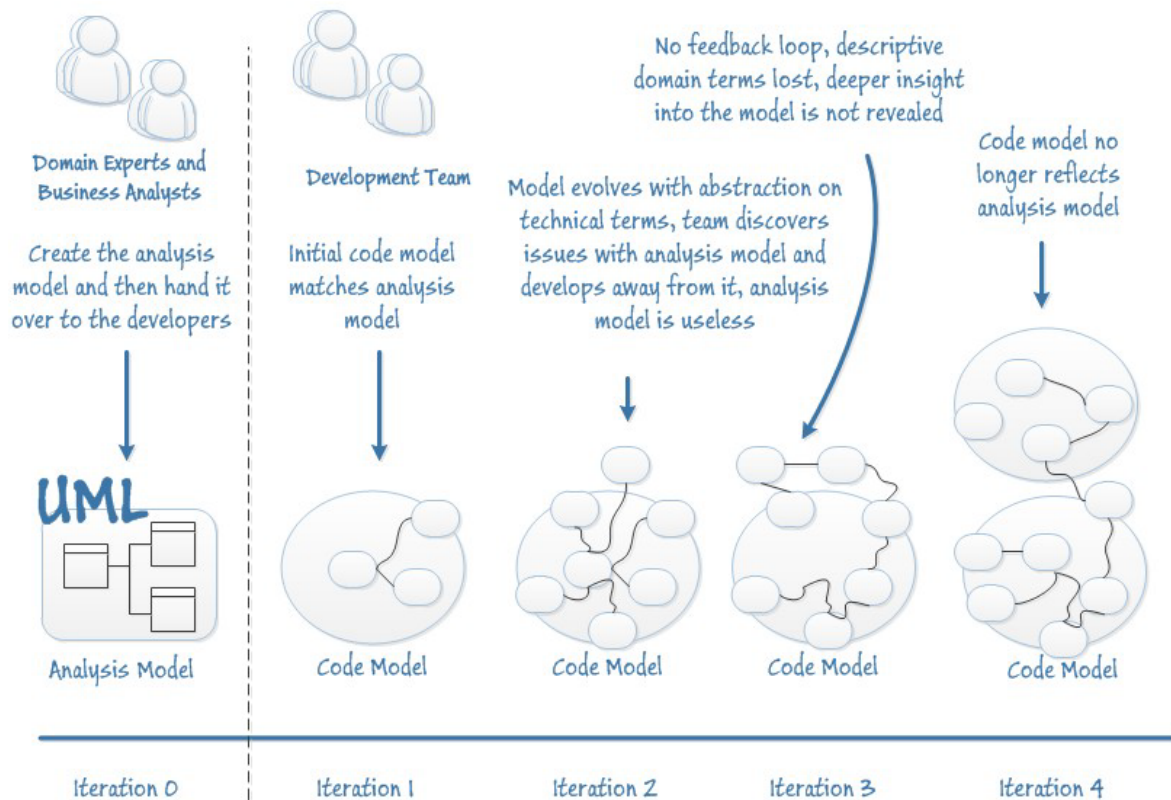 Domain Experts and
Business Analysts
Create the analysis
model and then hand it
over to the developers
UML
Analysis Model
Iteration 0
Development Team
Initial code model
matches analysis
model
Code Model
Iteration 1
Model evolves with abstraction on
technical terms, team discovers
issues with analysis model and
develops away from it, analysis
model is useless
Code Model
Iteration 2
No feedback loop, descriptive
domain terms lost, deeper insight
into the model is not revealed
Code Model
Iteration 3
Code model no
longer reflects
analysis model
Code Model
Iteration 4